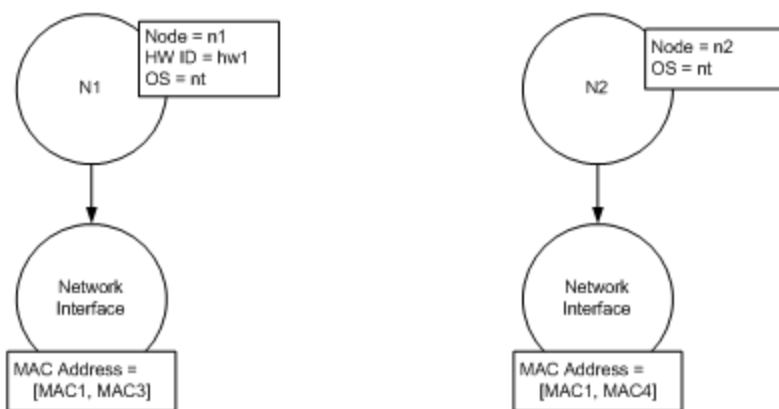 N1
Node = n1
HW ID = hw1
OS = nt
Network
Interface
MAC Address =
[MAC1, MAC3]
N2
Node = n2
OS = nt
Network
Interface
MAC Address =
[MAC1, MAC4]